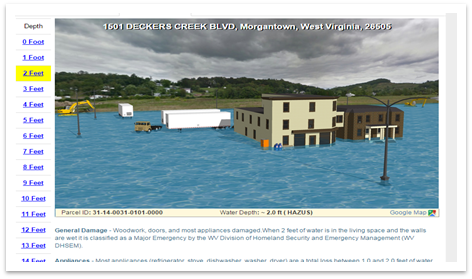 Depth
1501 DECKERS CREEK BLVD, Morgantown, West Virginia, 26505
0 Foot
1 Foot
2 Feet
3 Feet
4 Feet
5 Feet
6 Feet
7 Feet
8 Feet
9 Feet
10 Feet
11 Feet
12 Feet
13 Feet
14 Feet
Parcel ID: 31-14-0031-0101-0000 Water Depth: ~ 2.0 ft ( HAZUS) Google Map
General Damage - Woodwork, doors, and most appliances damaged.When 2 feet of water is in the living space and the walls
are wet it is classified as a Major Emergency by the WV Division of Homeland Security and Emergency Management (WV
DHSEM).
Appliances - Most appliances (refrigerator, stove, dishwasher, washer, dryer) are a total loss between 1.0 and 2.0 feet of water